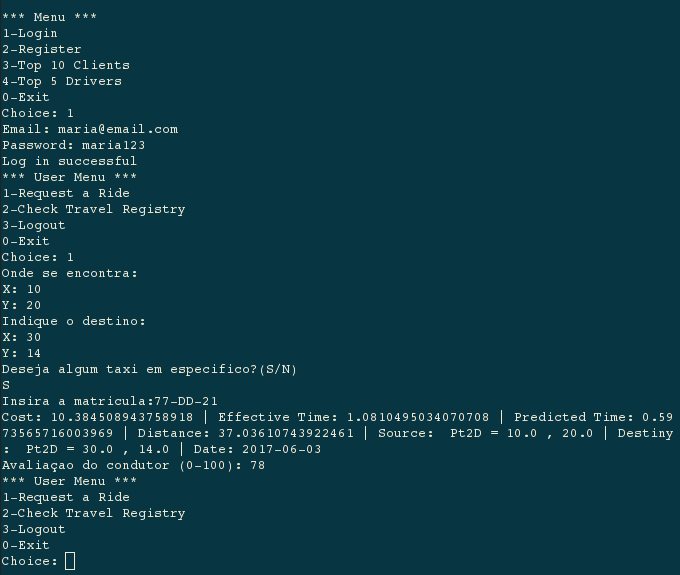 *** Menu ***
1-Login
2-Register
3-Top 10 Clients
4-Top 5 Drivers
0-Exit
Choice: 1
Email: maria@email.com
Password: maria123
Log in successful
*** User Menu ***
1-Request a Ride
2-Check Travel Registry
3-Logout
0-Exit
Choice: 1
Onde se encontra:
X: 10
Y: 20
Indique o destino:
X: 30
Y: 14
Deseja algum taxi em especifico?(S/N)
S
Insira a matricula:77-DD-21
Cost: 10.384508943758918 | Effective Time: 1.0810495034070708 | Predicted Time: 0.59
73565716003969 | Distance: 37.03610743922461 | Source:  Pt2D = 10.0 , 20.0 | Destiny
:  Pt2D = 30.0 , 14.0 | Date: 2017-06-03
Avaliaçao do condutor (0-100): 78
*** User Menu ***
1-Request a Ride
2-Check Travel Registry
3-Logout
0-Exit
Choice: